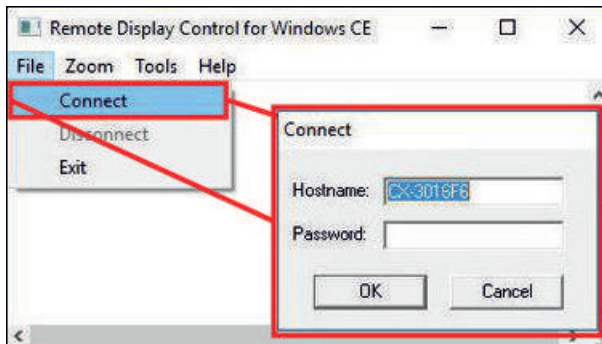 Remote Display Control for Windows CE
File Zoom Tools Help
Connect
Disconnect
Exit
Connect
Hostname: CX-3016F6
Password:
OK Cancel